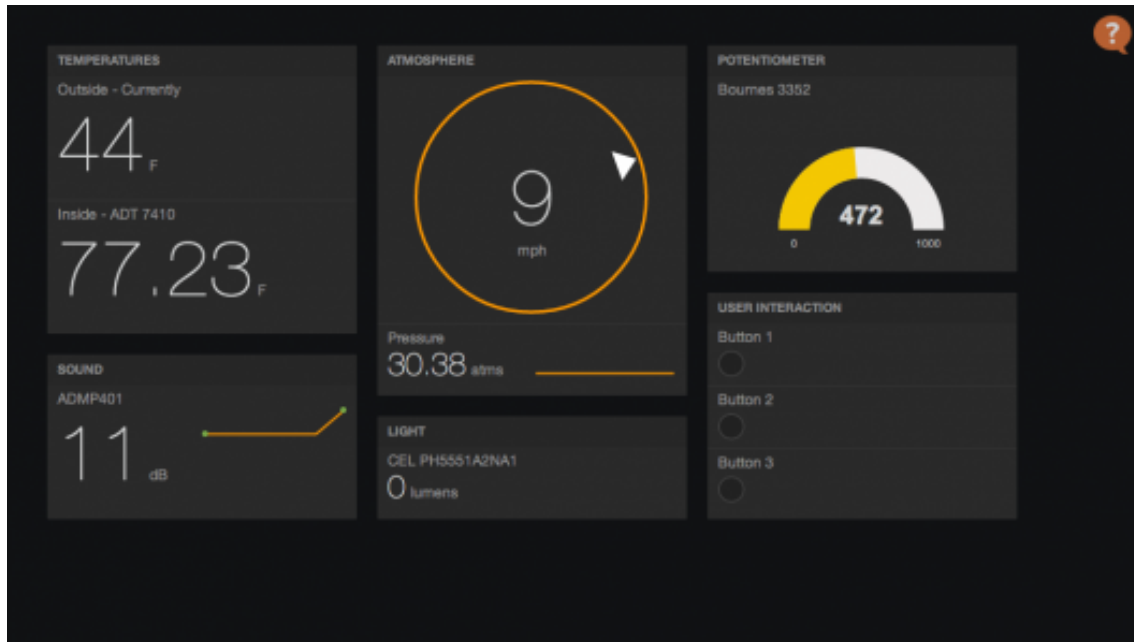 TEMPERATURES
Outside - Currently
44 F
Inside - ADT 7410
77.23 F
SOUND
ADMP401
11 dB
ATMOSPHERE
9
mph
Pressure
30.38 atms
LIGHT
CEL PH5551A2NA1
0 lumens
POTENTIOMETER
Bournes 3352
472
0 1000
USER INTERACTION
Button 1
Button 2
Button 3
?